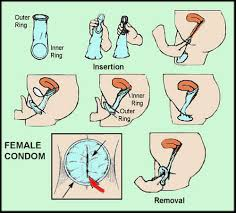 Outer
Ring
Inner
Ring
Insertion
Inner
Ring
Outer
Ring
FEMALE
CONDOM
Removal